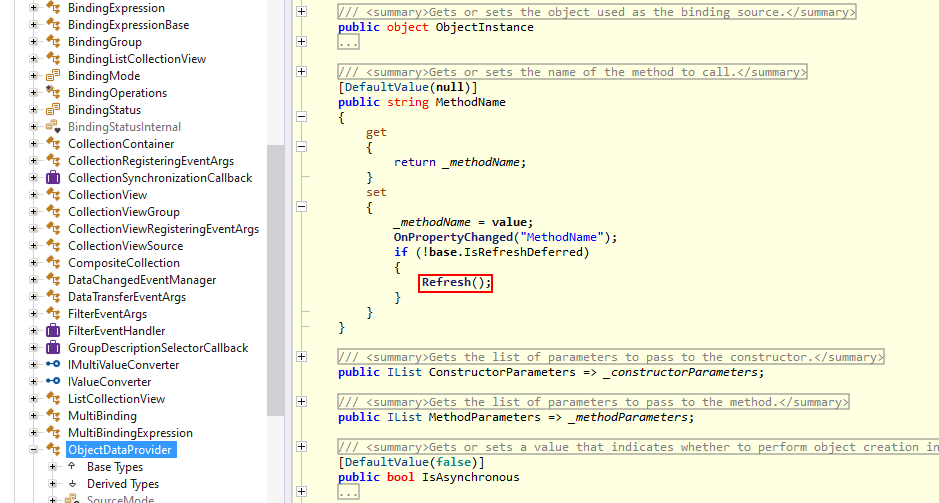 BindingExpression
BindingExpressionBase
BindingGroup
BindingListCollectionView
BindingMode
BindingOperations
BindingStatus
BindingStatusInternal
CollectionContainer
CollectionRegisteringEventArgs
CollectionSynchronizationCallback
CollectionView
CollectionViewGroup
CollectionViewRegisteringEventArgs
CollectionViewSource
CompositeCollection
DataChangedEventManager
DataTransferEventArgs
FilterEventArgs
FilterEventHandler
GroupDescriptionSelectorCallback
IMultiValueConverter
IValueConverter
ListCollectionView
MultiBinding
MultiBindingExpression
ObjectDataProvider
Base Types
Derived Types
SourceMode
/// <summary>Gets or sets the object used as the binding source.</summary>
public object ObjectInstance
...
/// <summary>Gets or sets the name of the method to call.</summary>
[DefaultValue(null)]
public string MethodName
{
get
{
return _methodName;
}
set
{
_methodName = value;
OnPropertyChanged("MethodName");
if (!base.IsRefreshDeferred)
{
Refresh();
}
}
}
/// <summary>Gets the list of parameters to pass to the constructor.</summary>
public IList ConstructorParameters => _constructorParameters;
/// <summary>Gets the list of parameters to pass to the method.</summary>
public IList MethodParameters => _methodParameters;
/// <summary>Gets or sets a value that indicates whether to perform object creation in
[DefaultValue(false)]
public bool IsAsynchronous
...